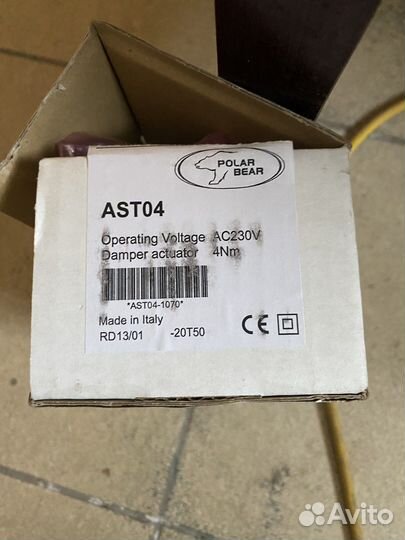 POLAR
BEAR
AST04
Operating Voltage AC230V
Damper actuator 4Nm
*AST04-1070*
Made in Italy
RD13/01 -20T50
CE
Avito